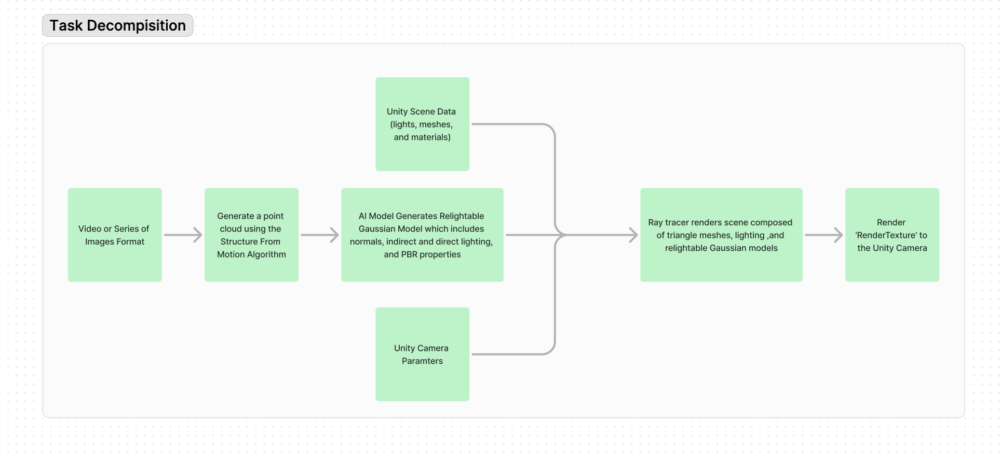 Task Decompisition
Unity Scene Data
(lights, meshes,
and materials)
Video or Series of
Images Format
Generate a point
cloud using the
Structure From
Motion Algorithm
AI Model Generates Relightable
Gaussian Model which includes
normals, indirect and direct lighting,
and PBR properties
Unity Camera
Paramters
Ray tracer renders scene composed
of triangle meshes, lighting ,and
relightable Gaussian models
Render
‘RenderTexture’ to
the Unity Camera